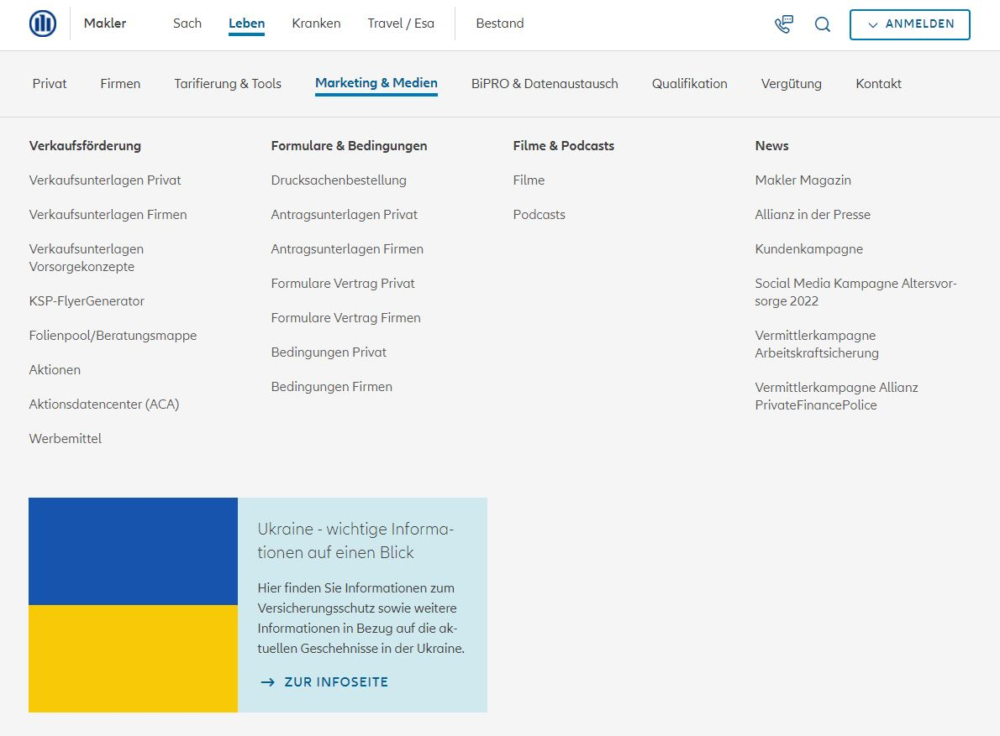 Makler
Sach
Leben
Kranken
Travel / Esa
Bestand
ANMELDEN
Privat
Firmen
Tarifierung & Tools
Marketing & Medien
BiPRO & Datenaustausch
Qualifikation
Vergütung
Kontakt
Verkaufsförderung
Verkaufsunterlagen Privat
Verkaufsunterlagen Firmen
Verkaufsunterlagen
Vorsorgekonzepte
KSP-FlyerGenerator
Folienpool/Beratungsmappe
Aktionen
Aktionsdatencenter (ACA)
Werbemittel
Formulare & Bedingungen
Drucksachenbestellung
Antragsunterlagen Privat
Antragsunterlagen Firmen
Formulare Vertrag Privat
Formulare Vertrag Firmen
Bedingungen Privat
Bedingungen Firmen
Filme & Podcasts
Filme
Podcasts
News
Makler Magazin
Allianz in der Presse
Kundenkampagne
Social Media Kampagne Altersvor-
sorge 2022
Vermittlerkampagne
Arbeitskraftsicherung
Vermittlerkampagne Allianz
PrivateFinancePolice
Ukraine - wichtige Informa-
tionen auf einen Blick
Hier finden Sie Informationen zum
Versicherungsschutz sowie weitere
Informationen in Bezug auf die ak-
tuellen Geschehnisse in der Ukraine.
→ ZUR INFOSEITE